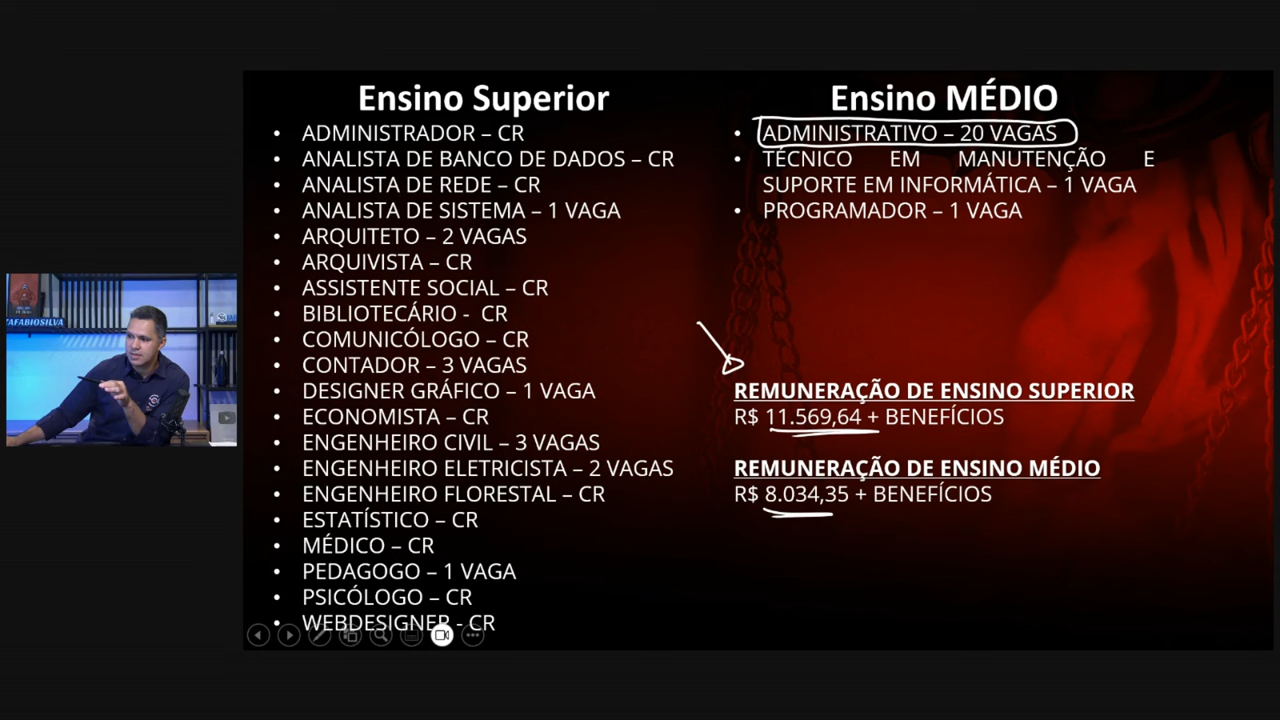 Ensino Superior
• ADMINISTRADOR – CR
• ANALISTA DE BANCO DE DADOS – CR
• ANALISTA DE REDE – CR
• ANALISTA DE SISTEMA – 1 VAGA
• ARQUITETO – 2 VAGAS
• ARQUIVISTA – CR
• ASSISTENTE SOCIAL – CR
• BIBLIOTECÁRIO - CR
• COMUNICÓLOGO – CR
• CONTADOR – 3 VAGAS
• DESIGNER GRÁFICO – 1 VAGA
• ECONOMISTA – CR
• ENGENHEIRO CIVIL – 3 VAGAS
• ENGENHEIRO ELETRICISTA – 2 VAGAS
• ENGENHEIRO FLORESTAL – CR
• ESTATÍSTICO – CR
• MÉDICO – CR
• PEDAGOGO – 1 VAGA
• PSICÓLOGO – CR
• WEBDESIGNER - CR
Ensino MÉDIO
• ADMINISTRATIVO – 20 VAGAS
• TÉCNICO EM MANUTENÇÃO E
SUPORTE EM INFORMÁTICA – 1 VAGA
• PROGRAMADOR – 1 VAGA
REMUNERAÇÃO DE ENSINO SUPERIOR
R$ 11.569,64 + BENEFÍCIOS
REMUNERAÇÃO DE ENSINO MÉDIO
R$ 8.034,35 + BENEFÍCIOS
AFABIOSILVA